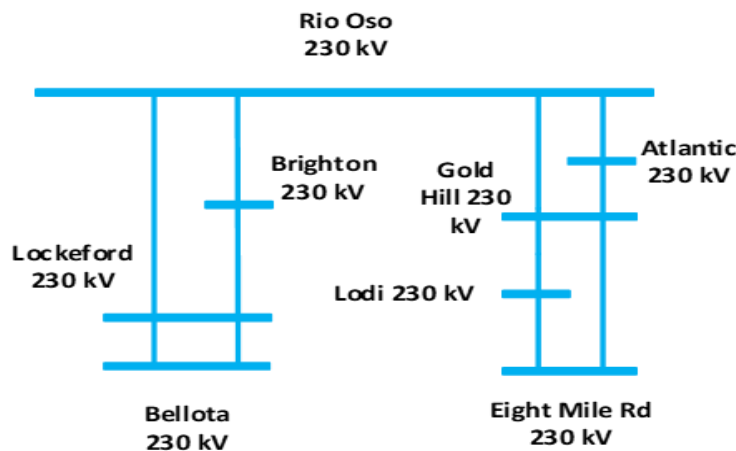 Rio Oso
230 kV
Brighton
230 kV
Gold
Hill 230
kV
Atlantic
230 kV
Lockeford
230 kV
Lodi 230 kV
Bellota
230 kV
Eight Mile Rd
230 kV